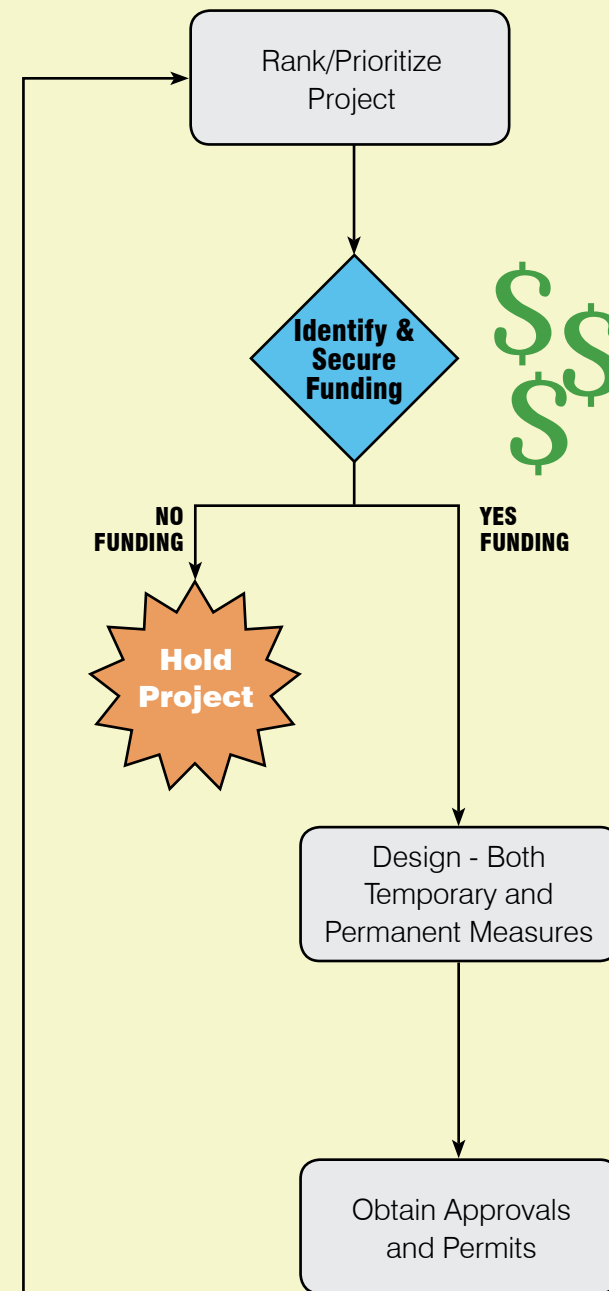 Rank/Prioritize
Project
Identify &
Secure
Funding
$
$
$
NO
FUNDING
YES
FUNDING
Hold
Project
Design - Both
Temporary and
Permanent Measures
Obtain Approvals
and Permits